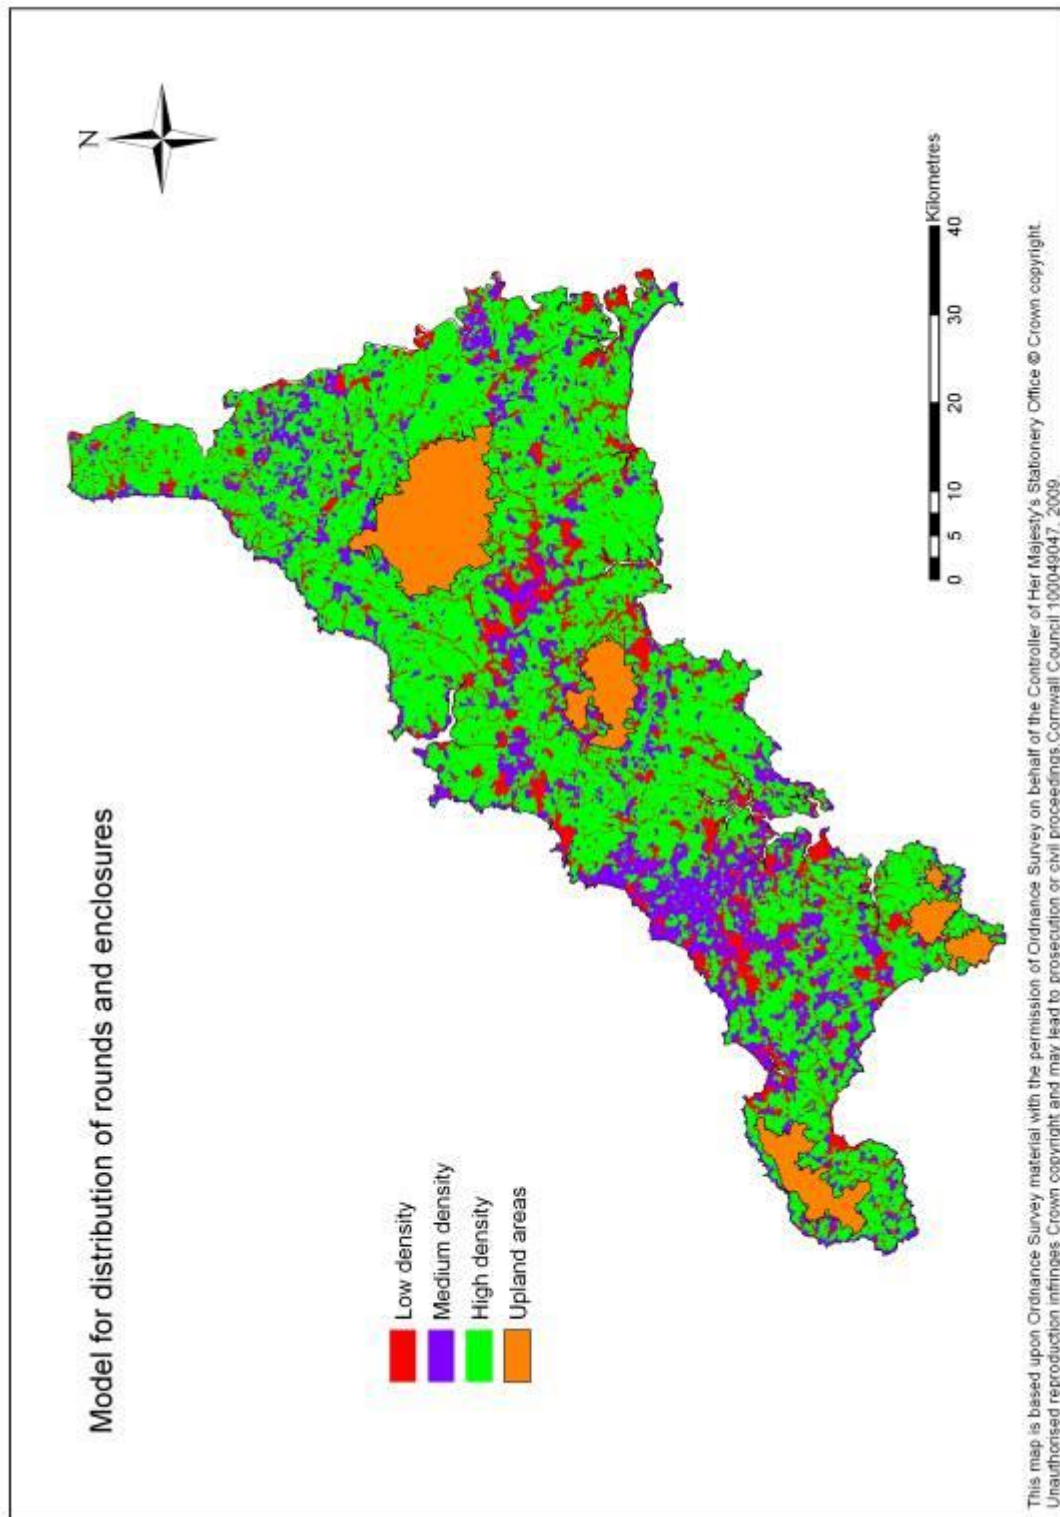 Model for distribution of rounds and enclosures
N
Low density
Medium density
High density
Upland areas
Kilometres
0 5 10 20 30 40
This map is based upon Ordnance Survey material with the permission of Ordnance Survey on behalf of the Controller of Her Majesty's Stationery Office © Crown copyright.
Unauthorised reproduction infringes Crown copyright and may lead to prosecution or civil proceedings.Cornwall Council 100049047, 2009.